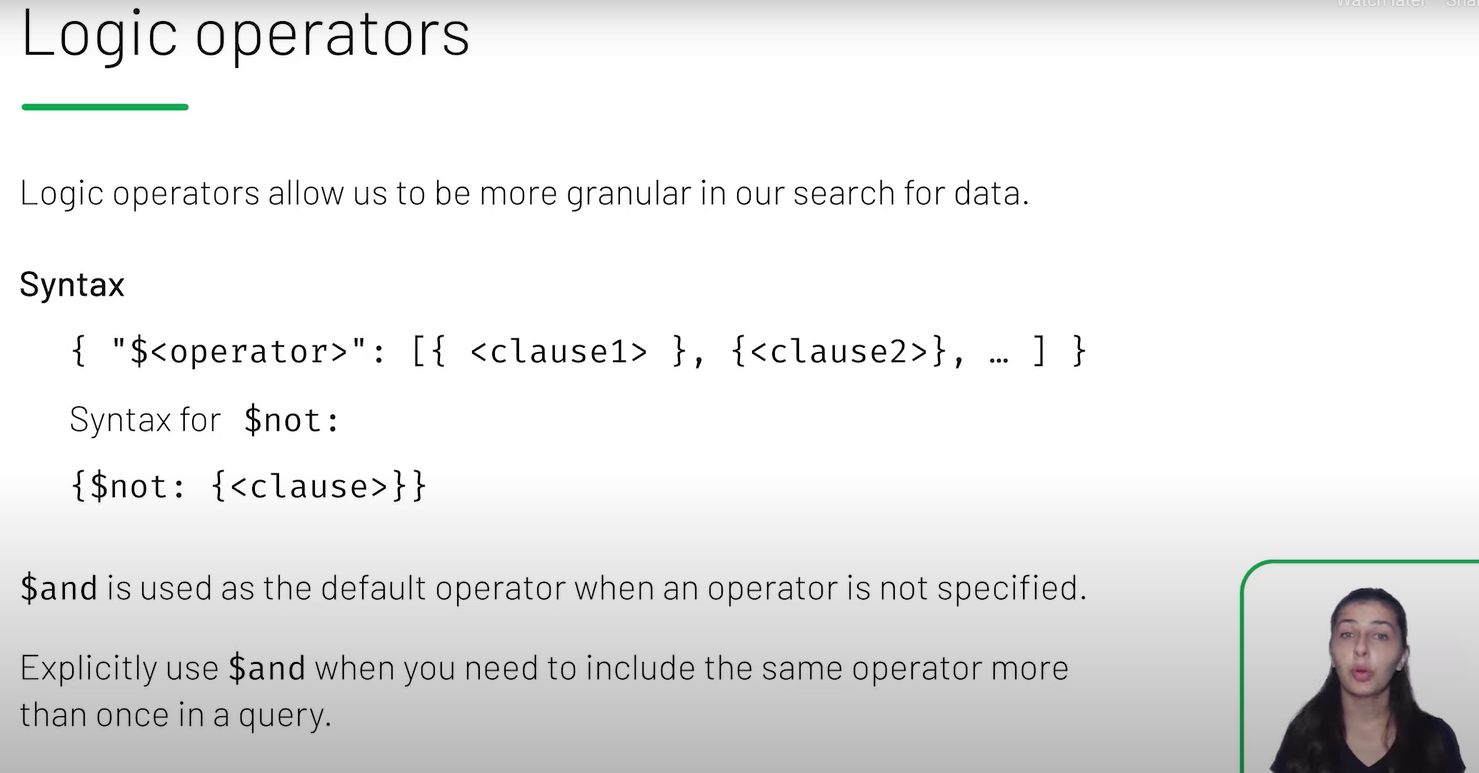 Watch later Sha
Logic operators
Logic operators allow us to be more granular in our search for data.
Syntax
{ "$<operator>": [{ <clause1> }, {<clause2>}, … ] }
Syntax for $not:
{$not: {<clause>}}
$and is used as the default operator when an operator is not specified.
Explicitly use $and when you need to include the same operator more
than once in a query.